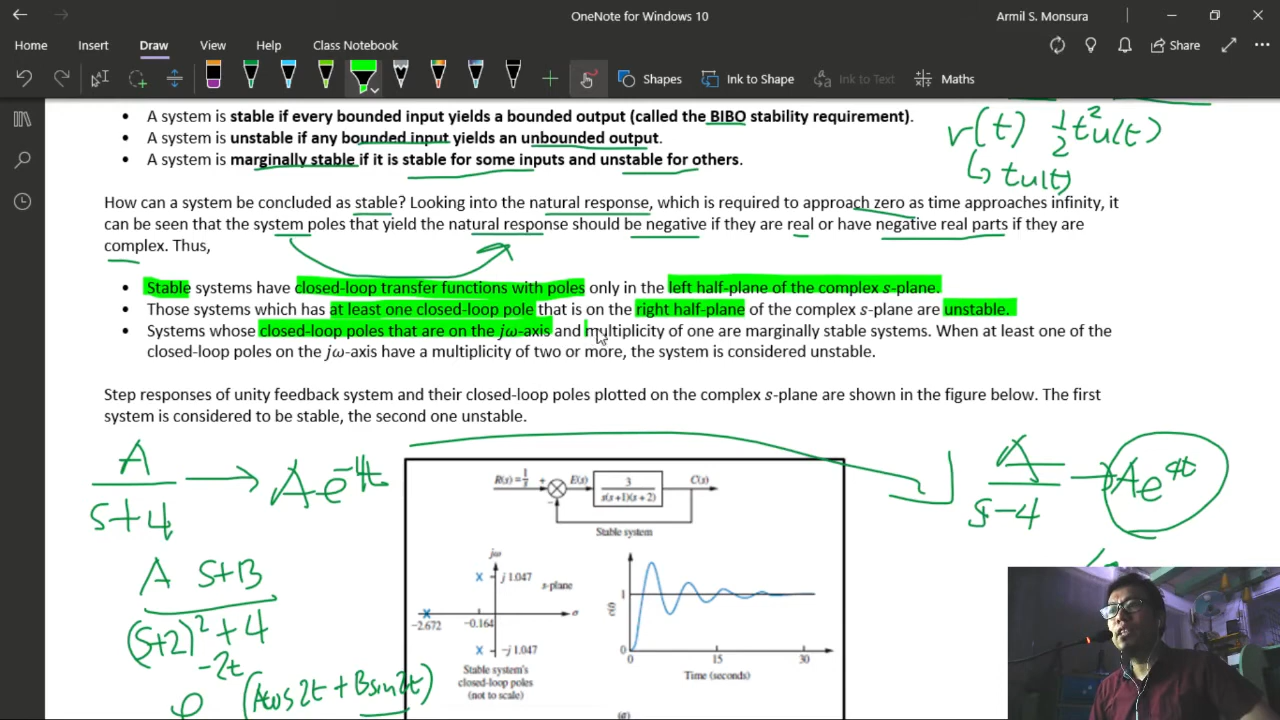 OneNote for Windows 10
Armil S. Monsura
Home Insert Draw View Help Class Notebook
Share
Shapes Ink to Shape Ink to Text Maths
• A system is stable if every bounded input yields a bounded output (called the BIBO stability requirement).
• A system is unstable if any bounded input yields an unbounded output.
• A system is marginally stable if it is stable for some inputs and unstable for others.
r(t) ½t²u(t)
↳ tu(t)
How can a system be concluded as stable? Looking into the natural response, which is required to approach zero as time approaches infinity, it
can be seen that the system poles that yield the natural response should be negative if they are real or have negative real parts if they are
complex. Thus,
• Stable systems have closed-loop transfer functions with poles only in the left half-plane of the complex s-plane.
• Those systems which has at least one closed-loop pole that is on the right half-plane of the complex s-plane are unstable.
• Systems whose closed-loop poles that are on the jω-axis and multiplicity of one are marginally stable systems. When at least one of the
closed-loop poles on the jω-axis have a multiplicity of two or more, the system is considered unstable.
Step responses of unity feedback system and their closed-loop poles plotted on the complex s-plane are shown in the figure below. The first
system is considered to be stable, the second one unstable.
A/(s+4) → Ae^-4t
A/(s-4) → Ae^4t
As+B/((s+2)²+4)
e^-2t (Acos2t + Bsin2t)
R(s) = 1/s + − E(s) 3/(s(s+1)(s+2)) C(s)
Stable system
jω
j1.047
s-plane
σ
−2.672 −0.164
−j1.047
Stable system's
closed-loop poles
(not to scale)
c(t)
1
0
0 15 30
Time (seconds)
(a)